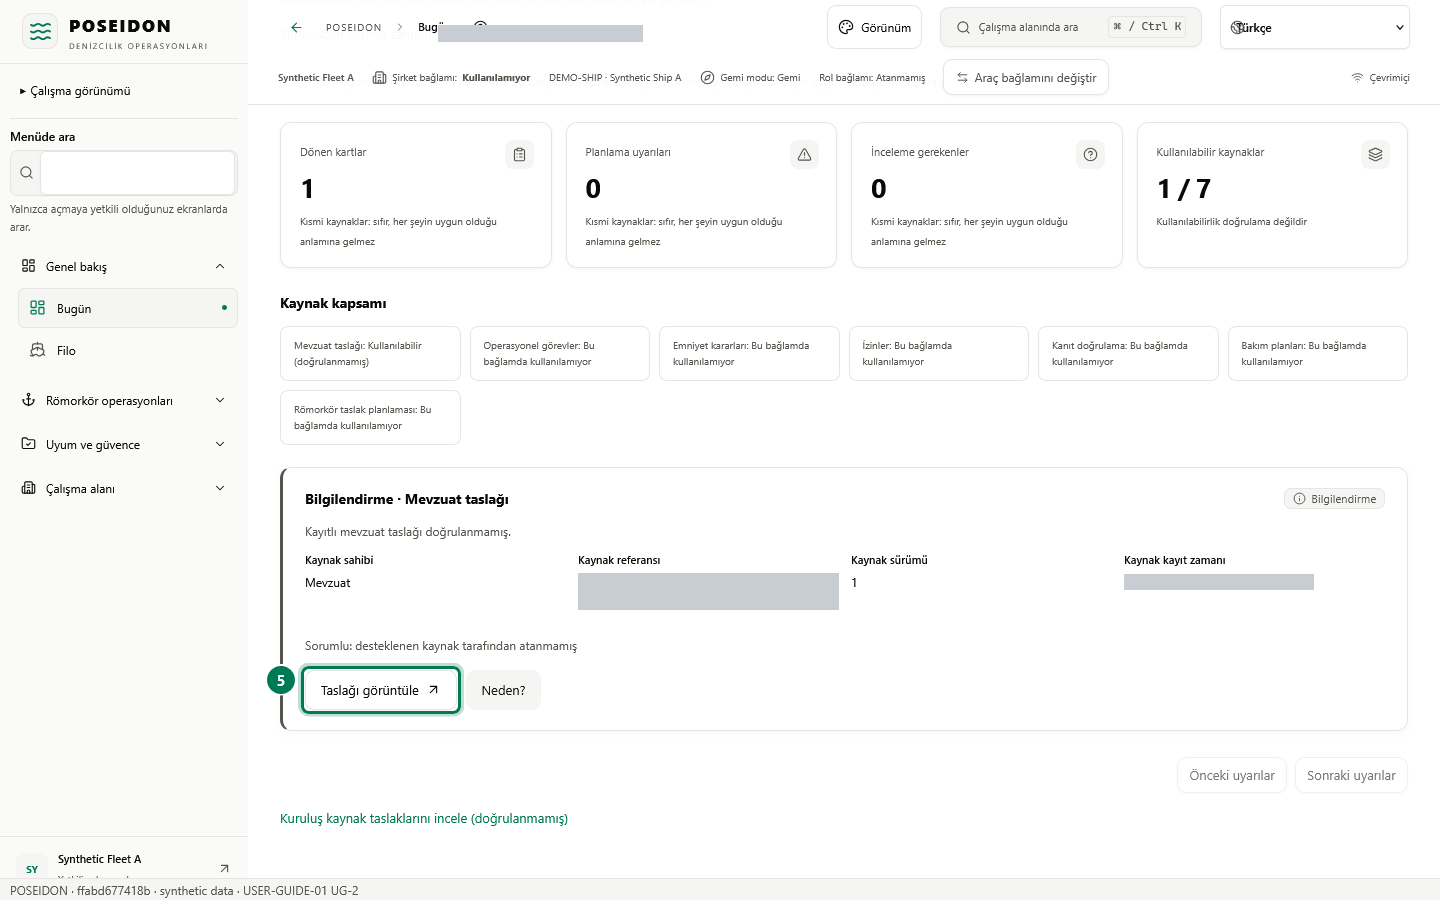 POSEIDON
DENİZCİLİK OPERASYONLARI
▸ Çalışma görünümü
Menüde ara
Yalnızca açmaya yetkili olduğunuz ekranlarda
arar.
Genel bakış
Bugün
Filo
Römorkör operasyonları
Uyum ve güvence
Çalışma alanı
SY
Synthetic Fleet A
POSEIDON
Görünüm
Çalışma alanında ara
⌘ / Ctrl K
Türkçe
Synthetic Fleet A
Şirket bağlamı: Kullanılamıyor
DEMO-SHIP · Synthetic Ship A
Gemi modu: Gemi
Rol bağlamı: Atanmamış
Araç bağlamını değiştir
Çevrimiçi
Dönen kartlar
1
Kısmi kaynaklar: sıfır, her şeyin uygun olduğu
anlamına gelmez
Planlama uyarıları
0
Kısmi kaynaklar: sıfır, her şeyin uygun olduğu
anlamına gelmez
İnceleme gerekenler
0
Kısmi kaynaklar: sıfır, her şeyin uygun olduğu
anlamına gelmez
Kullanılabilir kaynaklar
1 / 7
Kullanılabilirlik doğrulama değildir
Kaynak kapsamı
Mevzuat taslağı: Kullanılabilir
(doğrulanmamış)
Operasyonel görevler: Bu
bağlamda kullanılamıyor
Emniyet kararları: Bu bağlamda
kullanılamıyor
İzinler: Bu bağlamda
kullanılamıyor
Kanıt doğrulama: Bu bağlamda
kullanılamıyor
Bakım planları: Bu bağlamda
kullanılamıyor
Römorkör taslak planlaması: Bu
bağlamda kullanılamıyor
Bilgilendirme · Mevzuat taslağı
Bilgilendirme
Kayıtlı mevzuat taslağı doğrulanmamış.
Kaynak sahibi
Mevzuat
Kaynak referansı
Kaynak sürümü
1
Kaynak kayıt zamanı
Sorumlu: desteklenen kaynak tarafından atanmamış
5
Taslağı görüntüle
Neden?
Önceki uyarılar
Sonraki uyarılar
Kuruluş kaynak taslaklarını incele (doğrulanmamış)
POSEIDON · ffabd677418b · synthetic data · USER-GUIDE-01 UG-2